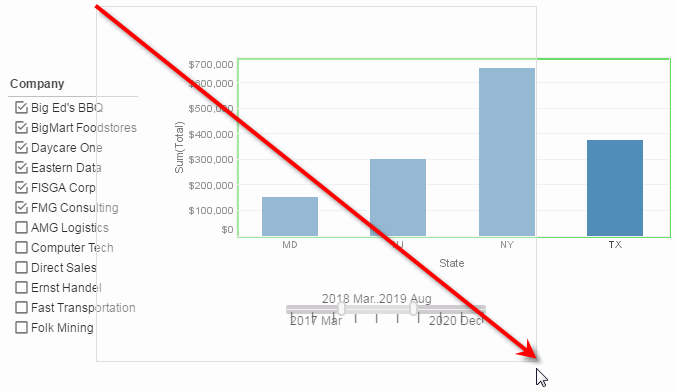 Company
Big Ed's BBQ
BigMart Foodstores
Daycare One
Eastern Data
FISGA Corp
FMG Consulting
AMG Logistics
Computer Tech
Direct Sales
Ernst Handel
Fast Transportation
Folk Mining
Sum(Total)
$700,000
$600,000
$500,000
$400,000
$300,000
$200,000
$100,000
$0
MD
NY
TX
State
2018 Mar..2019 Aug
2017 Mar
2020 Dec